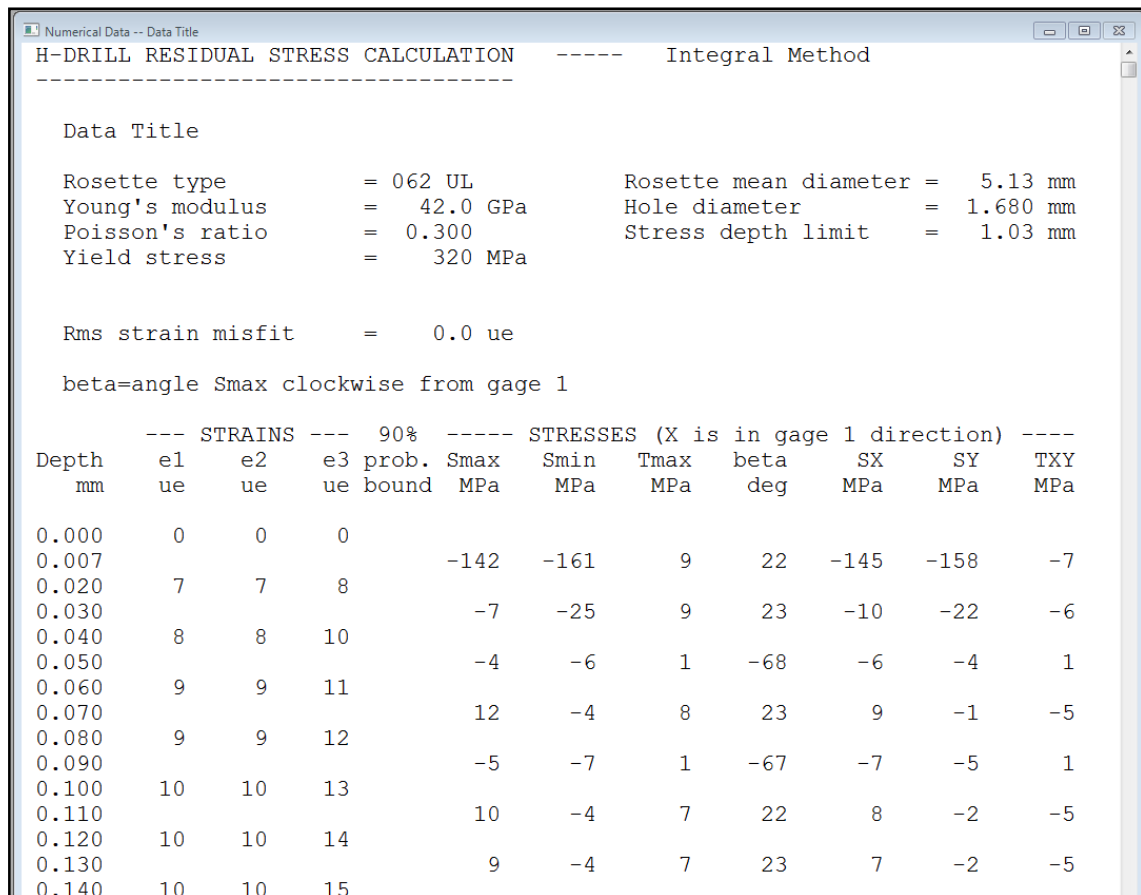 Numerical Data -- Data Title
H-DRILL RESIDUAL STRESS CALCULATION   -----   Integral Method
-----------------------------------
Data Title
Rosette type          = 062 UL       Rosette mean diameter =   5.13 mm
Young's modulus       =   42.0 GPa       Hole diameter         =  1.680 mm
Poisson's ratio       =  0.300           Stress depth limit    =   1.03 mm
Yield stress          =    320 MPa
Rms strain misfit     =    0.0 ue
beta=angle Smax clockwise from gage 1
--- STRAINS ---  90%  ----- STRESSES (X is in gage 1 direction) ----
Depth    e1    e2    e3 prob.  Smax   Smin   Tmax   beta    SX     SY    TXY
mm     ue    ue    ue bound  MPa    MPa    MPa    deg    MPa    MPa    MPa
0.000     0     0     0
0.007                         -142   -161      9     22   -145   -158     -7
0.020     7     7     8
0.030                           -7    -25      9     23    -10    -22     -6
0.040     8     8    10
0.050                           -4     -6      1    -68     -6     -4      1
0.060     9     9    11
0.070                           12     -4      8     23      9     -1     -5
0.080     9     9    12
0.090                           -5     -7      1    -67     -7     -5      1
0.100    10    10    13
0.110                           10     -4      7     22      8     -2     -5
0.120    10    10    14
0.130                            9     -4      7     23      7     -2     -5
0.140    10    10    15